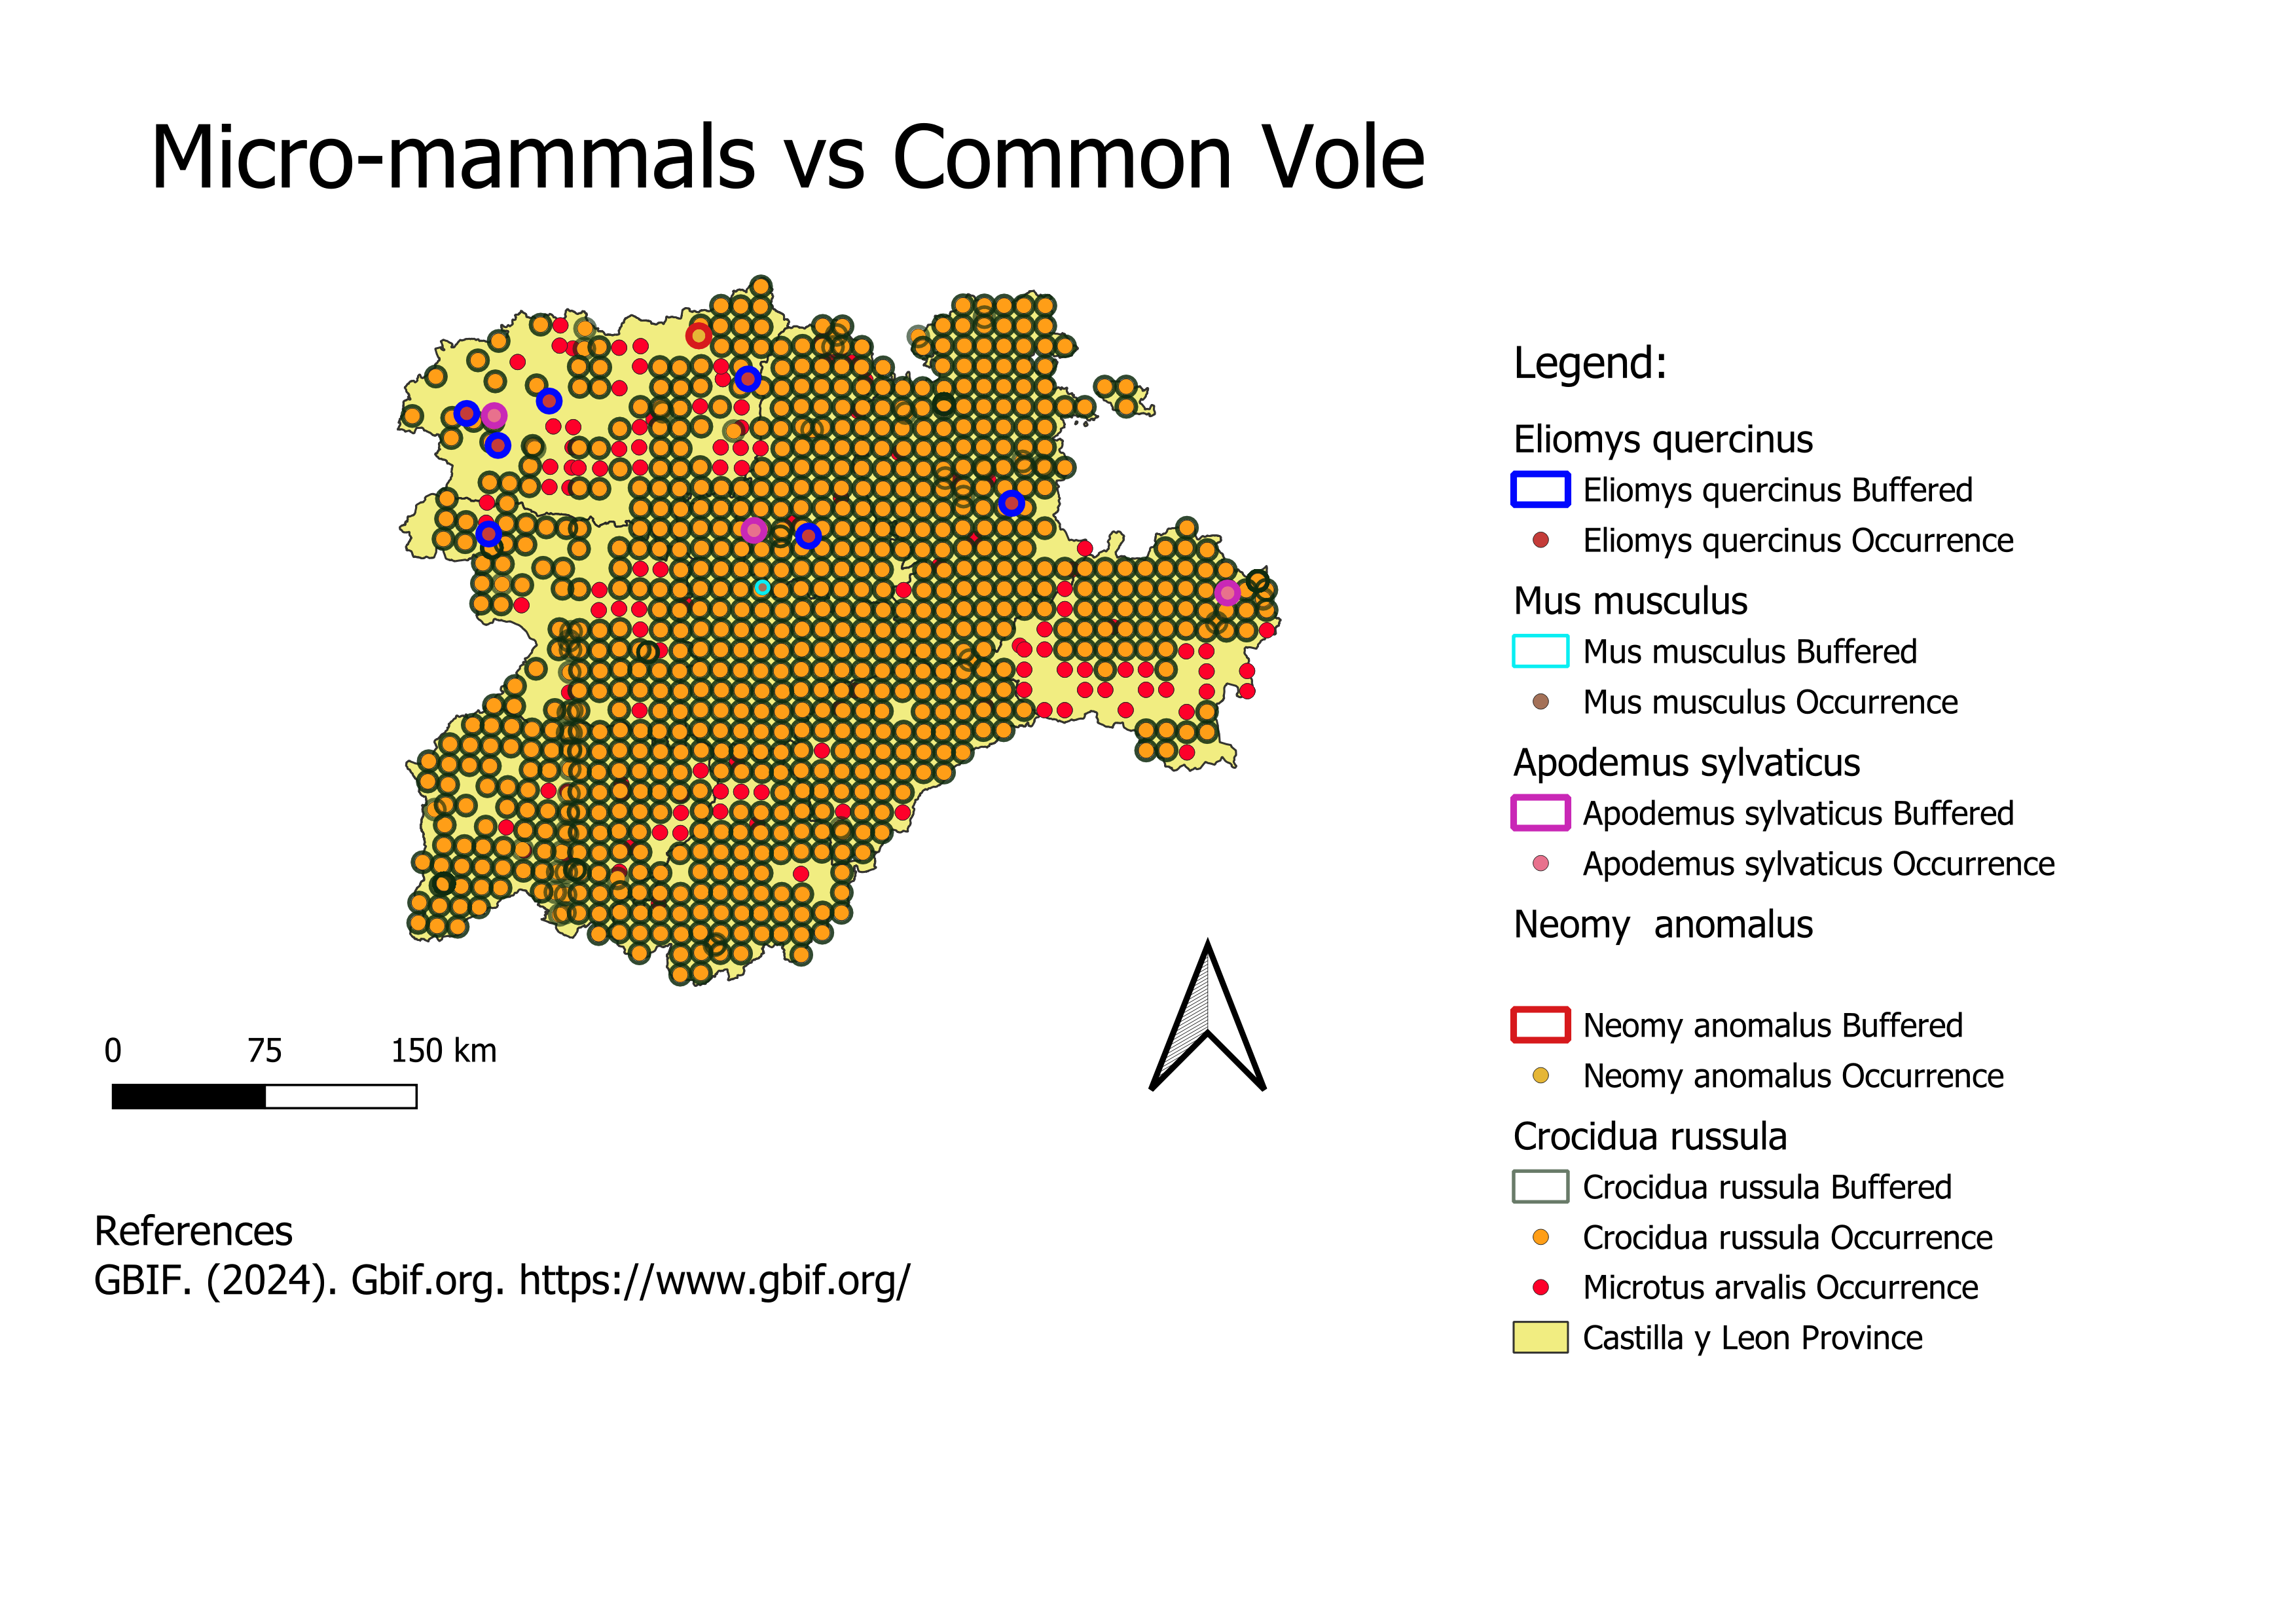 Micro-mammals vs Common Vole
Legend:
Eliomys quercinus
Eliomys quercinus Buffered
Eliomys quercinus Occurrence
Mus musculus
Mus musculus Buffered
Mus musculus Occurrence
Apodemus sylvaticus
Apodemus sylvaticus Buffered
Apodemus sylvaticus Occurrence
Neomy  anomalus
Neomy anomalus Buffered
Neomy anomalus Occurrence
Crocidua russula
Crocidua russula Buffered
Crocidua russula Occurrence
Microtus arvalis Occurrence
Castilla y Leon Province
0 75 150 km
References
GBIF. (2024). Gbif.org. https://www.gbif.org/